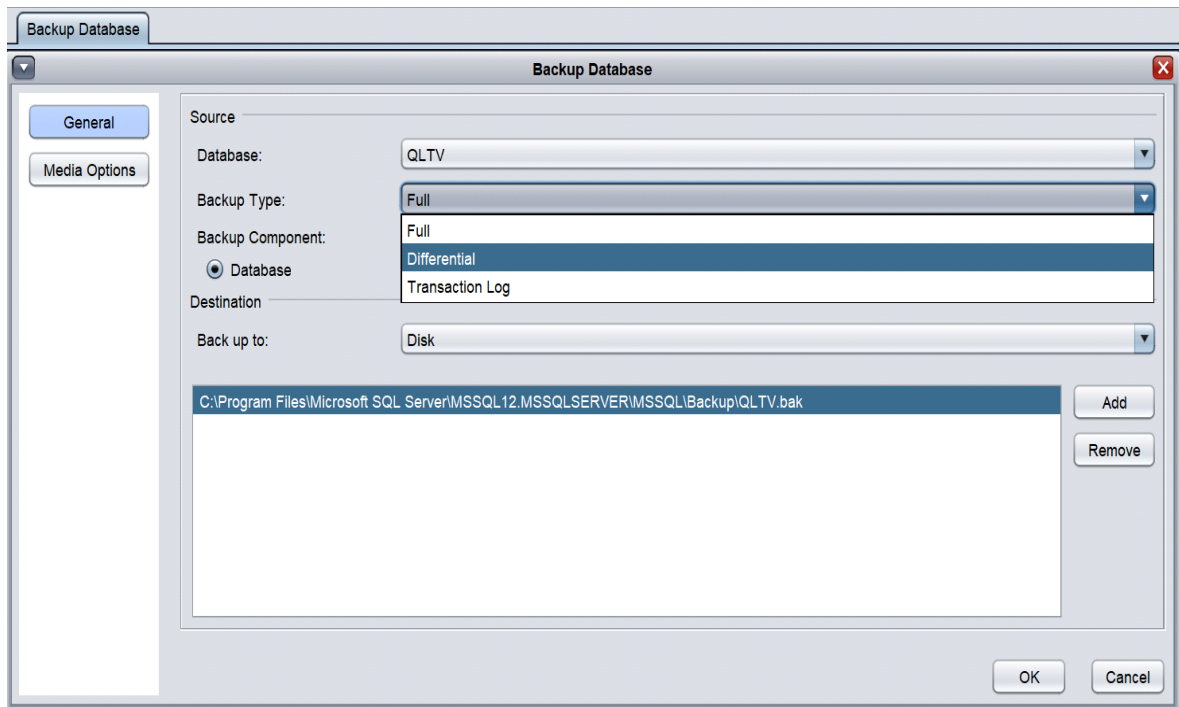 Backup Database
Backup Database
General
Media Options
Source
Database: QLTV
Backup Type: Full
Full
Differential
Transaction Log
Backup Component:
Database
Destination
Back up to: Disk
C:\Program Files\Microsoft SQL Server\MSSQL12.MSSQLSERVER\MSSQL\Backup\QLTV.bak
Add
Remove
OK
Cancel